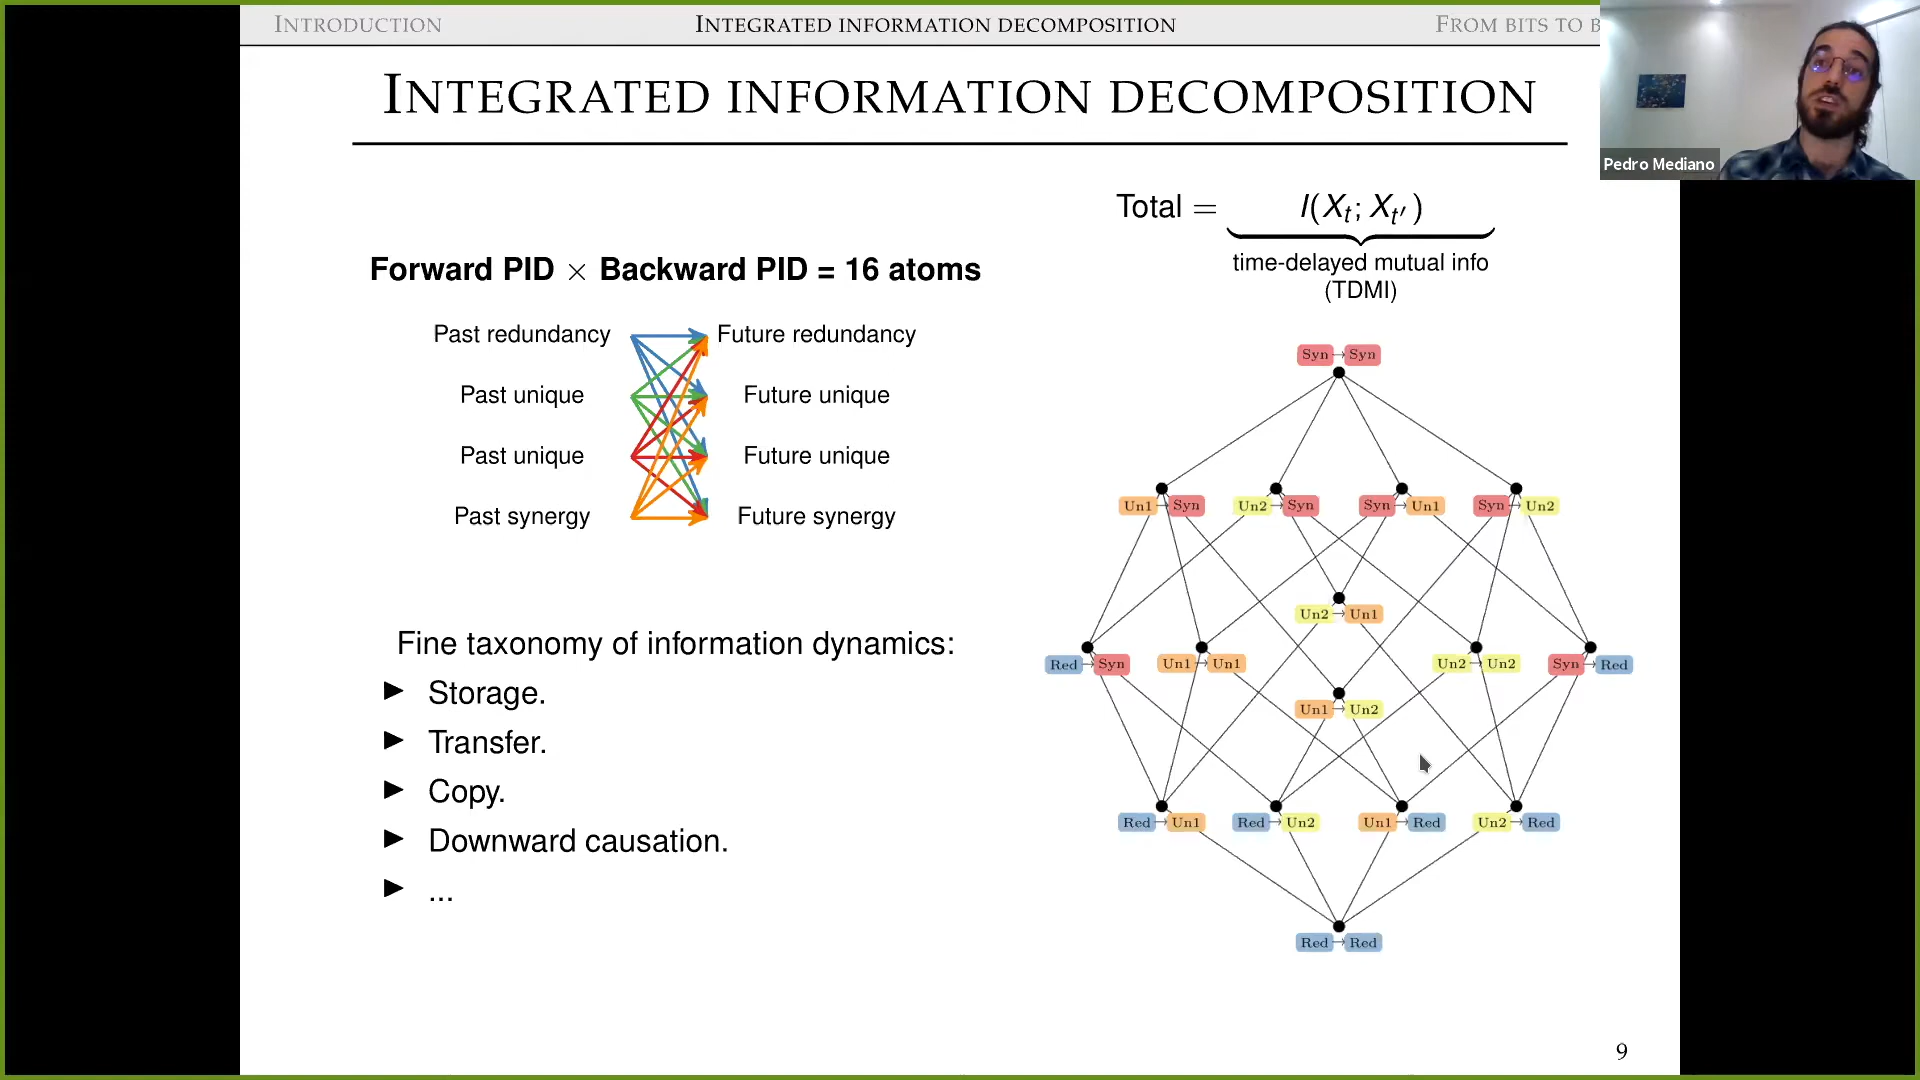 INTRODUCTION
INTEGRATED INFORMATION DECOMPOSITION
FROM BITS TO B
INTEGRATED INFORMATION DECOMPOSITION
Pedro Mediano
Total = I(X_t; X_t′)
time-delayed mutual info
(TDMI)
Forward PID × Backward PID = 16 atoms
Past redundancy Future redundancy
Past unique Future unique
Past unique Future unique
Past synergy Future synergy
Fine taxonomy of information dynamics:
► Storage.
► Transfer.
► Copy.
► Downward causation.
► ...
Syn→Syn
Un1→Syn Un2→Syn Syn→Un1 Syn→Un2
Un2→Un1
Red→Syn Un1→Un1 Un2→Un2 Syn→Red
Un1→Un2
Red→Un1 Red→Un2 Un1→Red Un2→Red
Red→Red
9